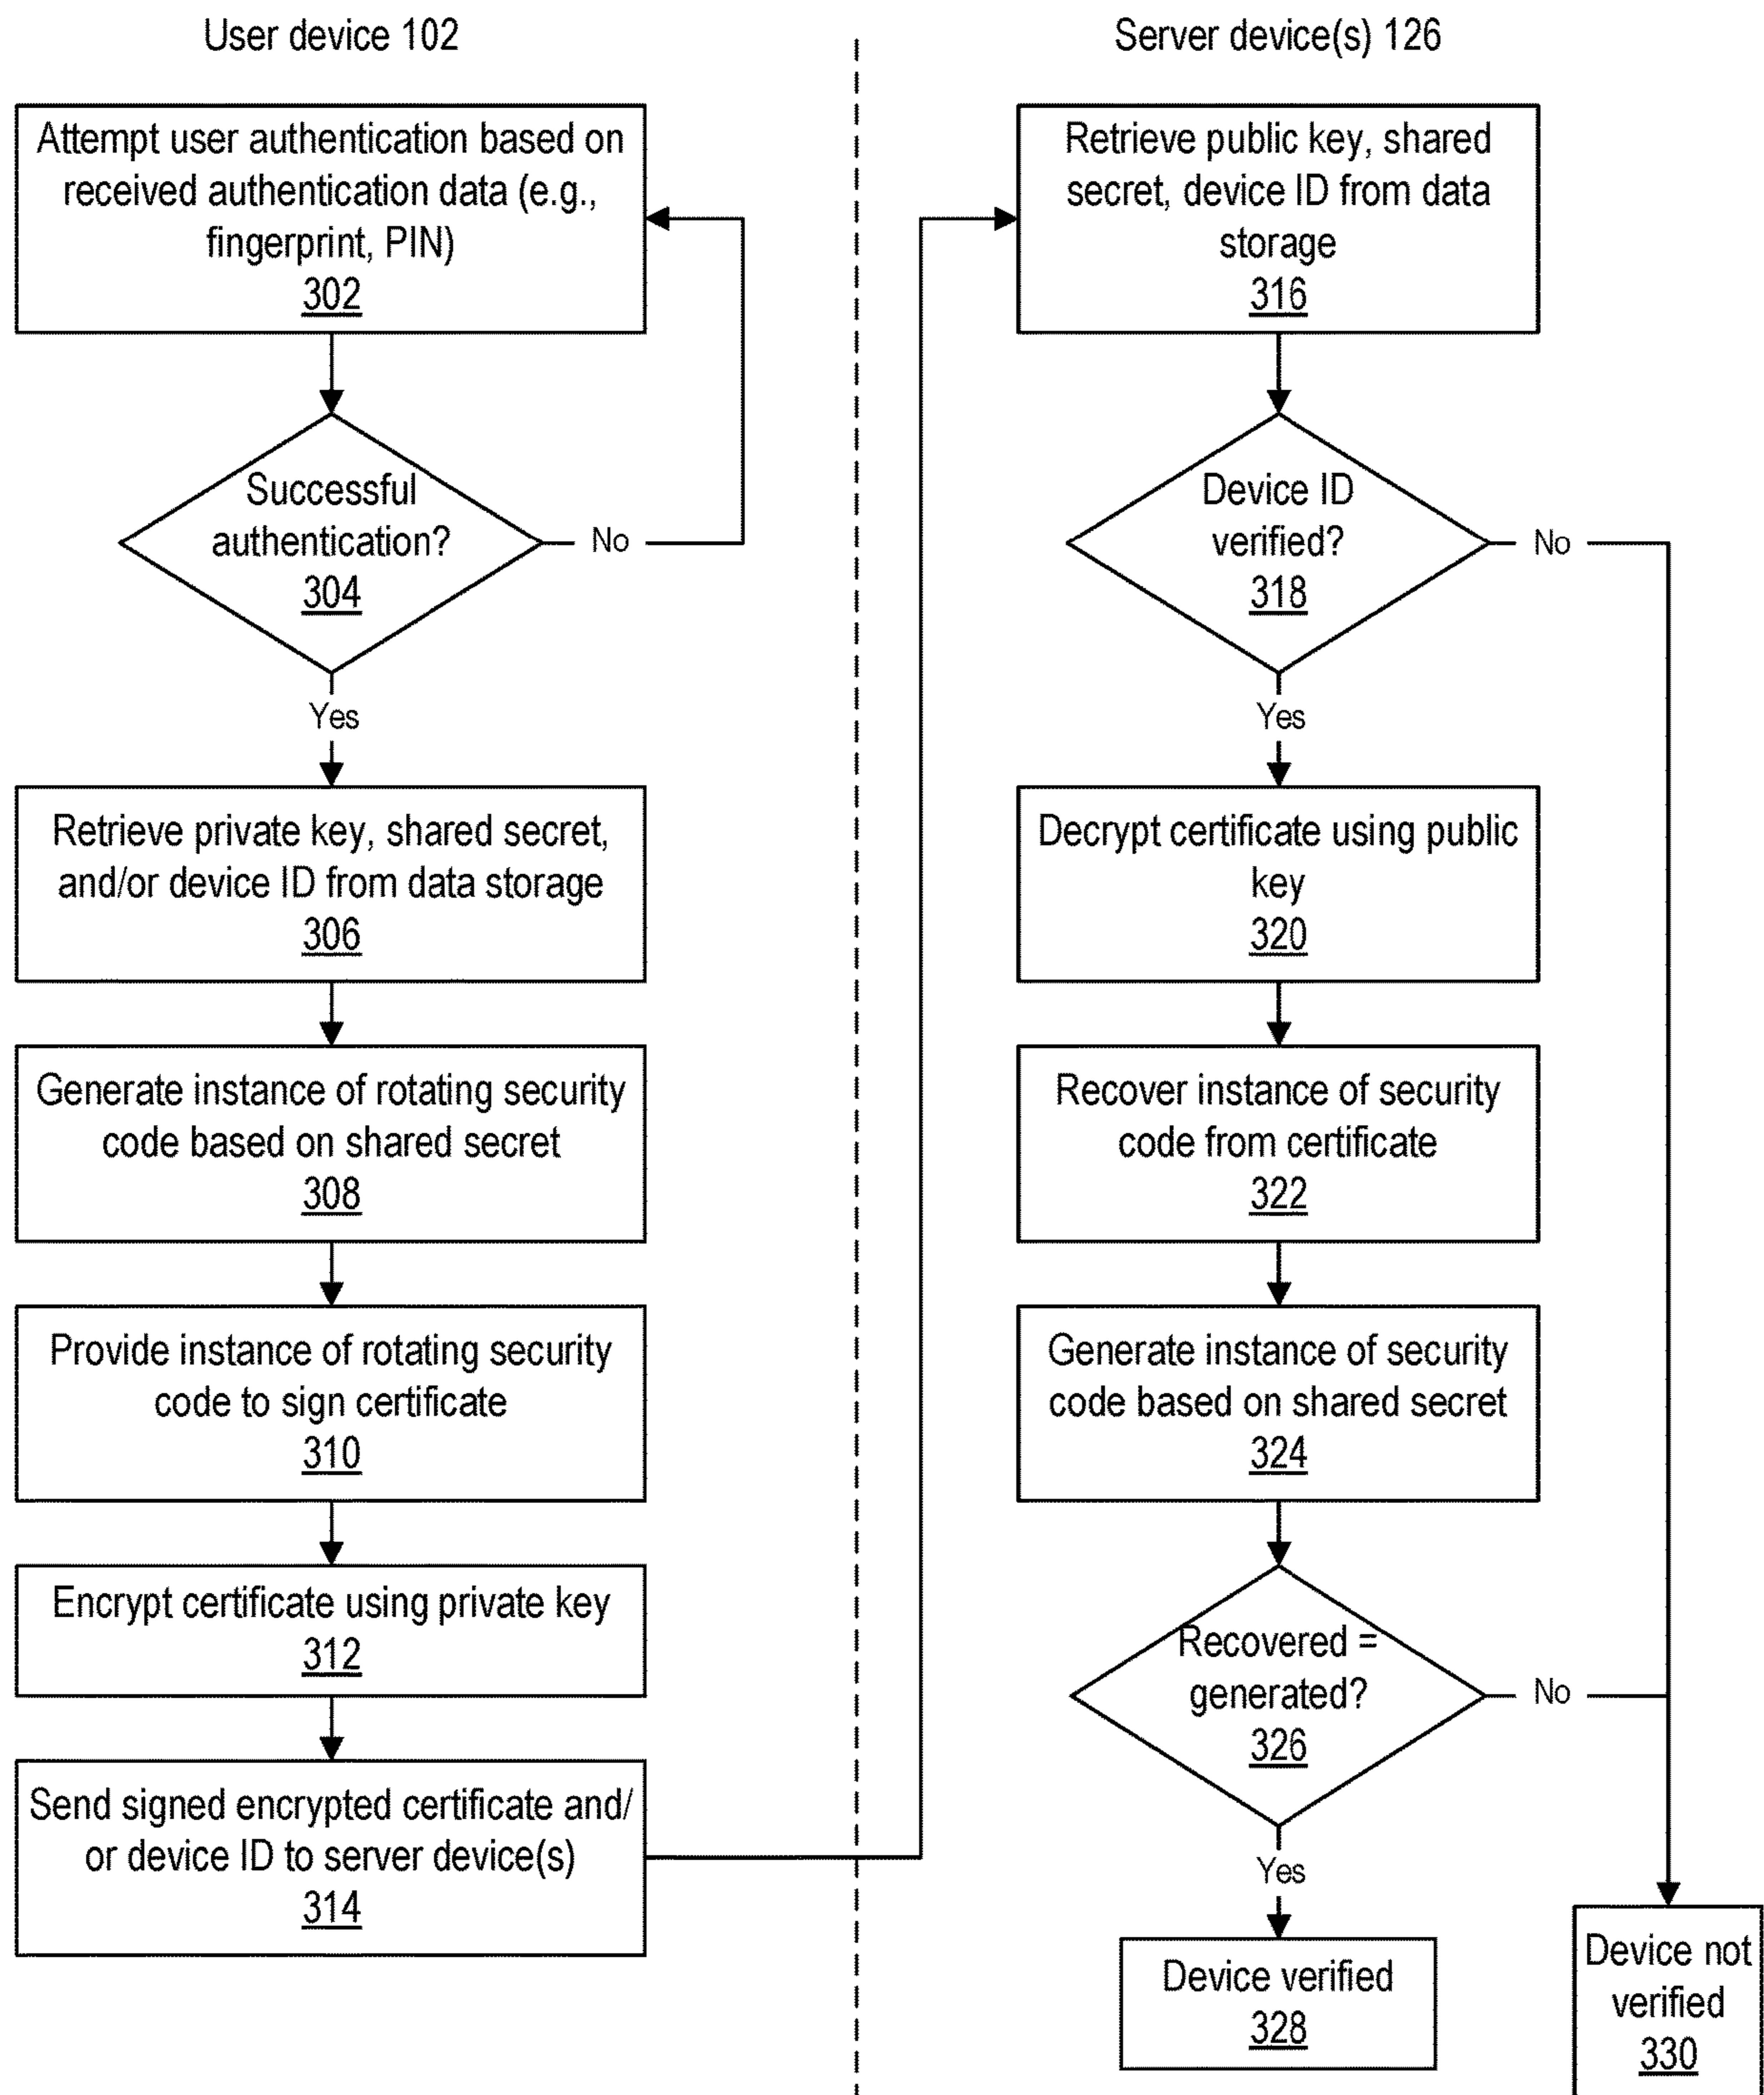 User device 102
Attempt user authentication based on
received authentication data (e.g.,
fingerprint, PIN)
302
Successful
authentication?
304
No
Yes
Retrieve private key, shared secret,
and/or device ID from data storage
306
Generate instance of rotating security
code based on shared secret
308
Provide instance of rotating security
code to sign certificate
310
Encrypt certificate using private key
312
Send signed encrypted certificate and/
or device ID to server device(s)
314
Server device(s) 126
Retrieve public key, shared
secret, device ID from data
storage
316
Device ID
verified?
318
No
Yes
Decrypt certificate using public
key
320
Recover instance of security
code from certificate
322
Generate instance of security
code based on shared secret
324
Recovered =
generated?
326
No
Yes
Device verified
328
Device not
verified
330